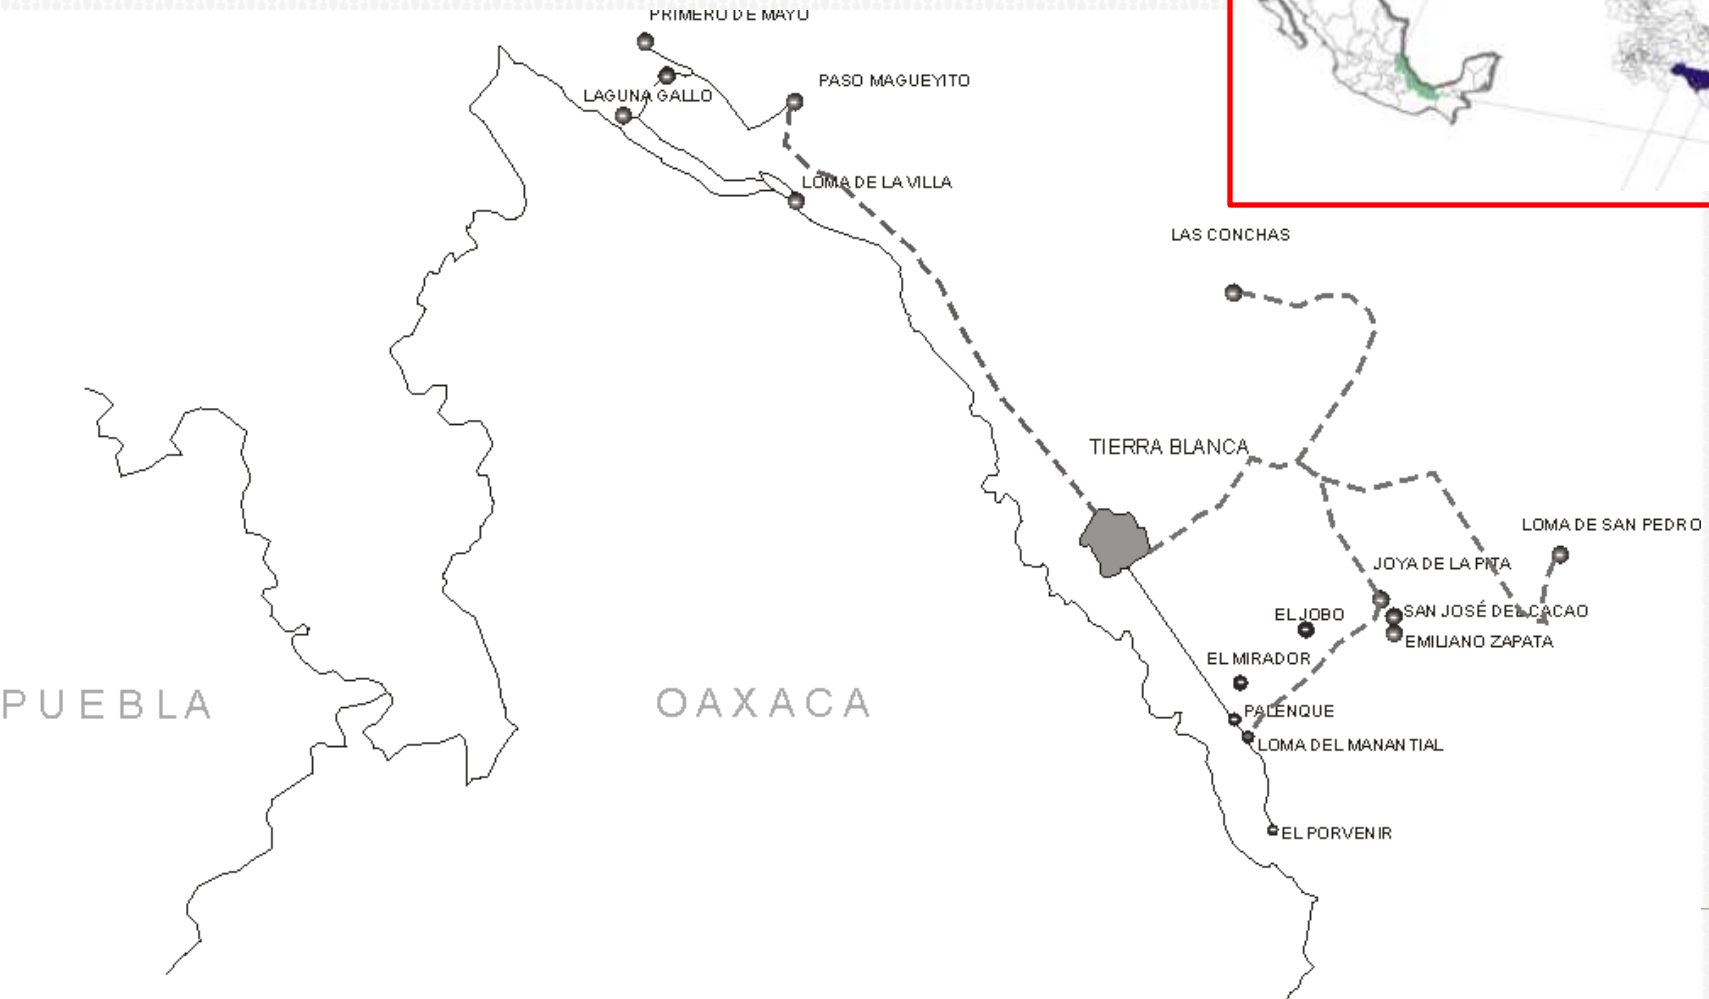 PRIMERO DE MAYO
PASO MAGUEYITO
LAGUNA GALLO
LOMA DE LA VILLA
LAS CONCHAS
TIERRA BLANCA
LOMA DE SAN PEDRO
JOYA DE LA PITA
EL JOBO
SAN JOSÉ DEL CACAO
EMILIANO ZAPATA
EL MIRADOR
PUEBLA
OAXACA
PALENQUE
LOMA DEL MANANTIAL
EL PORVENIR